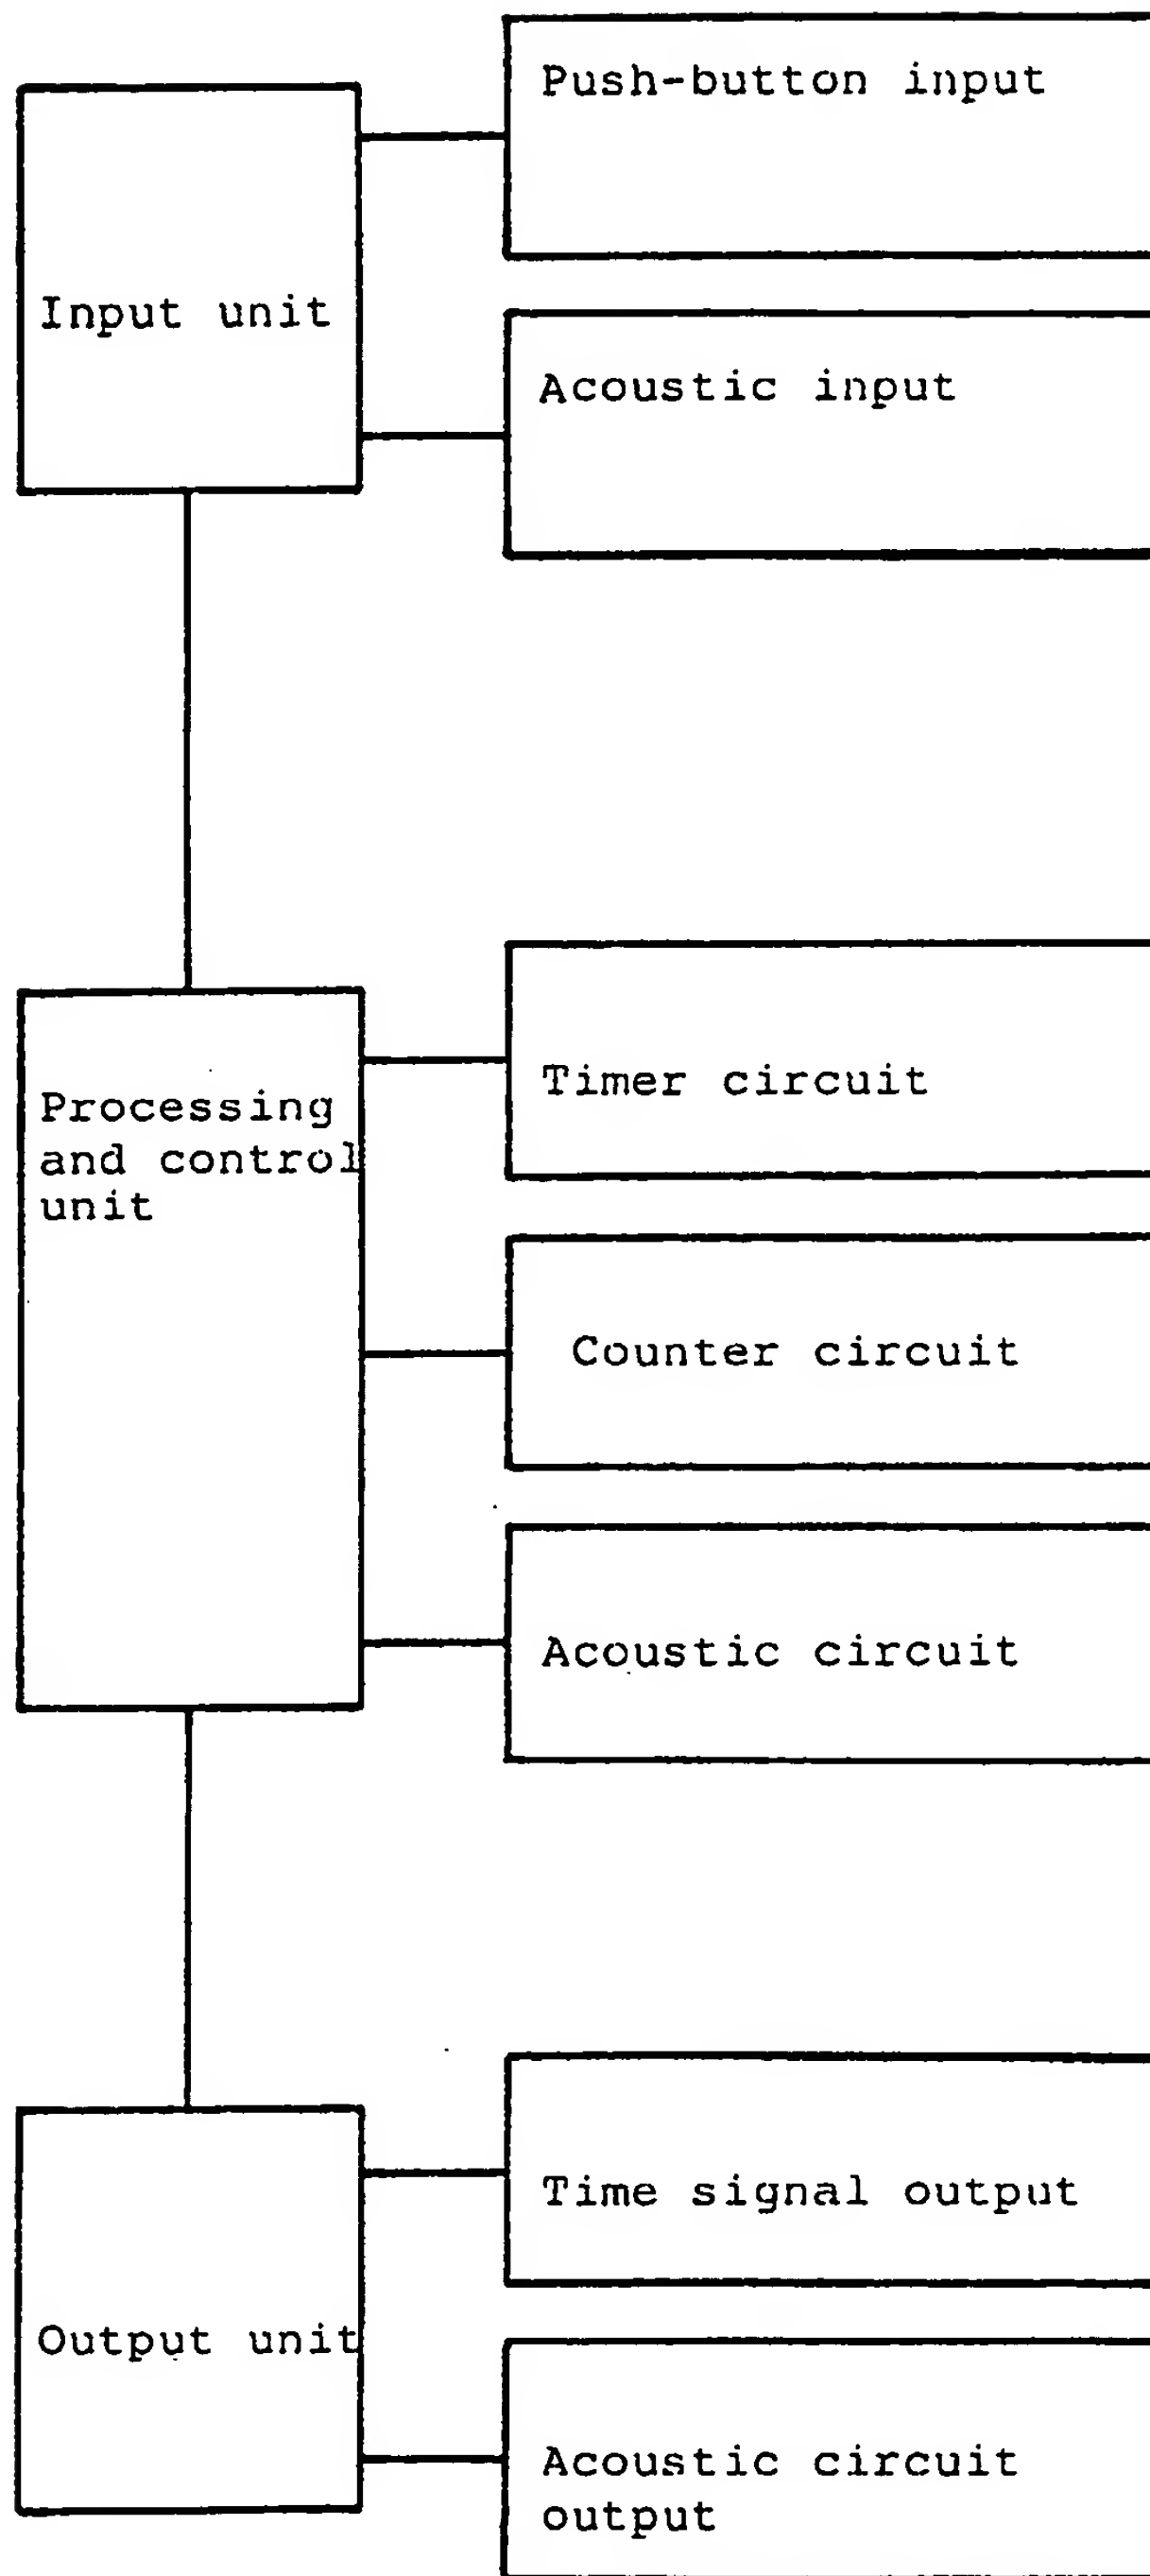 Push-button input
Input unit
Acoustic input
Timer circuit
Processing
and control
unit
Counter circuit
Acoustic circuit
Time signal output
Output unit
Acoustic circuit
output